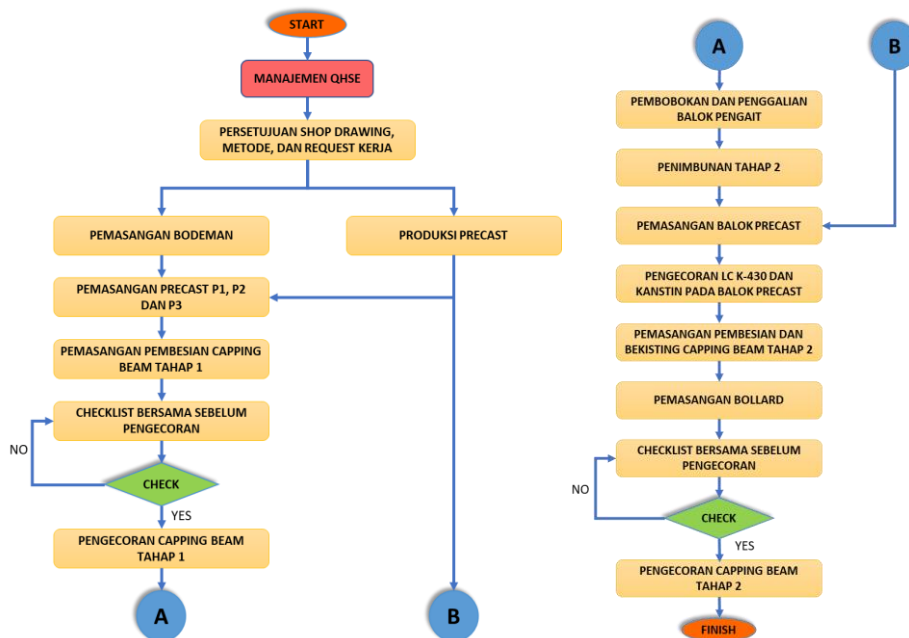 START
MANAJEMEN QHSE
PERSETUJUAN SHOP DRAWING,
METODE, DAN REQUEST KERJA
PEMASANGAN BODEMAN
PRODUKSI PRECAST
PEMASANGAN PRECAST P1, P2
DAN P3
PEMASANGAN PEMBESIAN CAPPING
BEAM TAHAP 1
CHECKLIST BERSAMA SEBELUM
PENGECORAN
NO
CHECK
YES
PENGECORAN CAPPING BEAM
TAHAP 1
A
B
A
B
PEMBOBOKAN DAN PENGGALIAN
BALOK PENGAIT
PENIMBUNAN TAHAP 2
PEMASANGAN BALOK PRECAST
PENGECORAN LC K-430 DAN
KANSTIN PADA BALOK PRECAST
PEMASANGAN PEMBESIAN DAN
BEKISTING CAPPING BEAM TAHAP 2
PEMASANGAN BOLLARD
CHECKLIST BERSAMA SEBELUM
PENGECORAN
NO
CHECK
YES
PENGECORAN CAPPING BEAM
TAHAP 2
FINISH